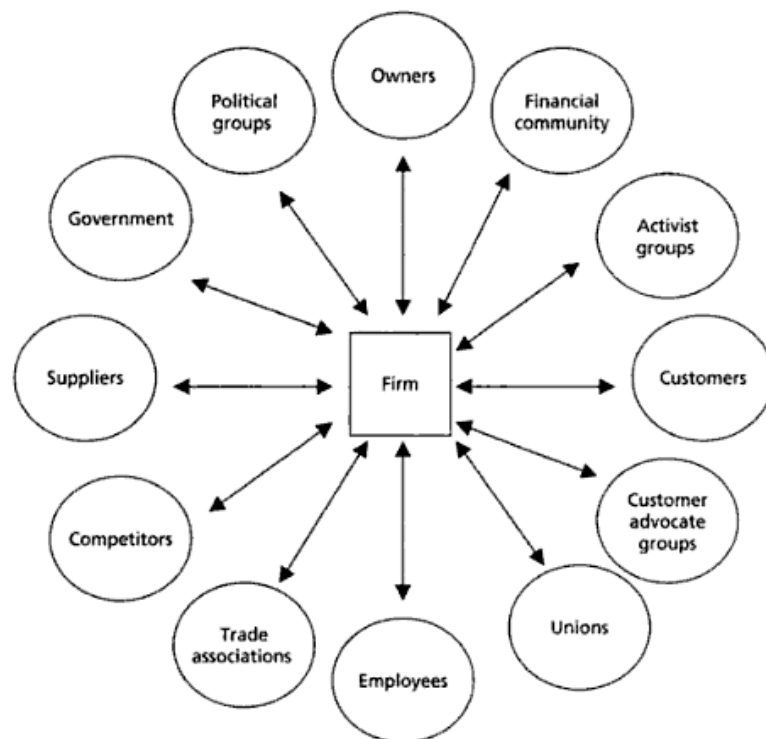 Owners
Political
groups
Financial
community
Government
Activist
groups
Suppliers
Firm
Customers
Competitors
Customer
advocate
groups
Trade
associations
Unions
Employees